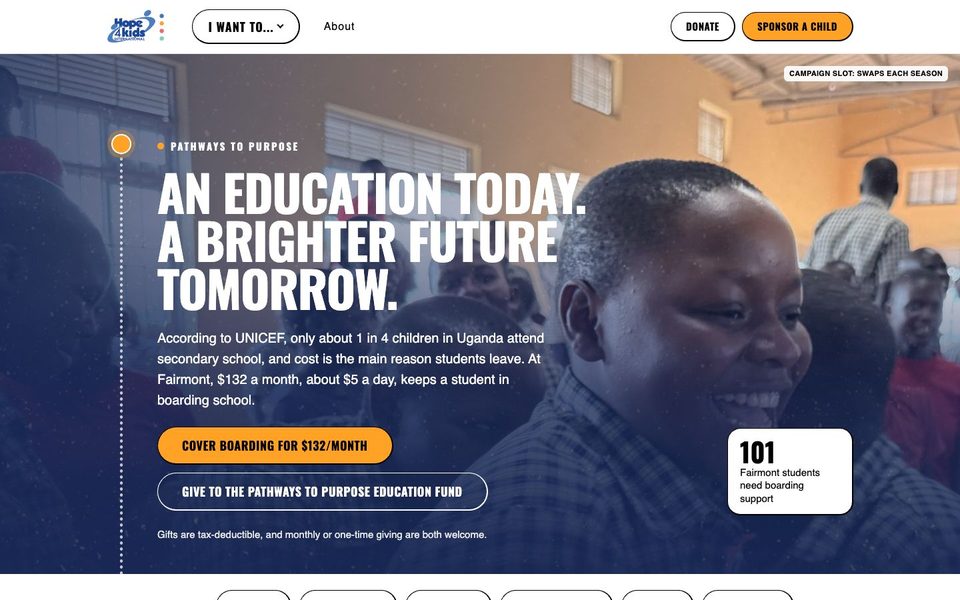 Hope
4kids
INTERNATIONAL
I WANT TO...
About
DONATE
SPONSOR A CHILD
CAMPAIGN SLOT: SWAPS EACH SEASON
PATHWAYS TO PURPOSE
AN EDUCATION TODAY.
A BRIGHTER FUTURE
TOMORROW.
According to UNICEF, only about 1 in 4 children in Uganda attend
secondary school, and cost is the main reason students leave. At
Fairmont, $132 a month, about $5 a day, keeps a student in
boarding school.
COVER BOARDING FOR $132/MONTH
GIVE TO THE PATHWAYS TO PURPOSE EDUCATION FUND
Gifts are tax-deductible, and monthly or one-time giving are both welcome.
101
Fairmont students
need boarding
support